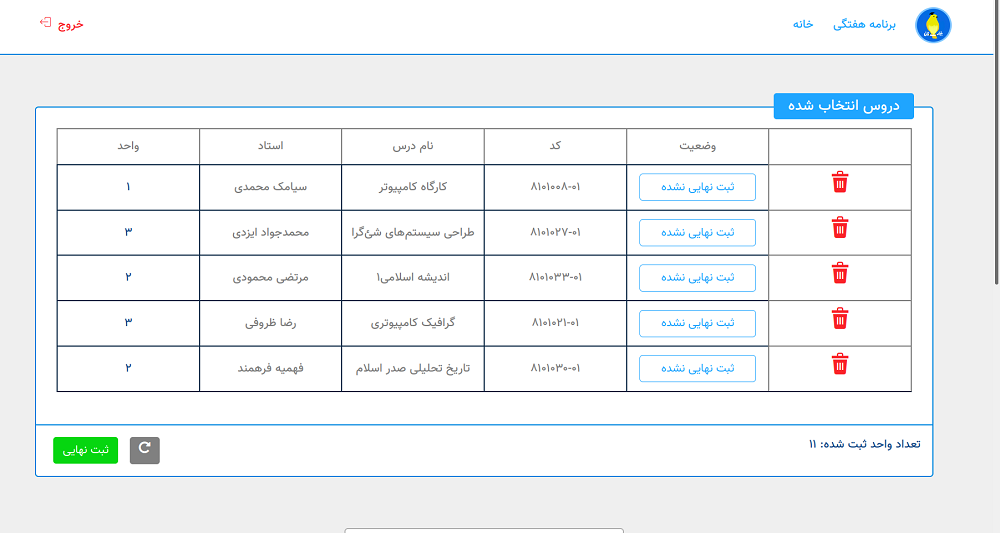 برنامه هفتگی خانه خروج
دروس انتخاب شده
وضعیت کد نام درس استاد واحد
ثبت نهایی نشده ۸۱۰۱۰۰۸-۰۱ کارگاه کامپیوتر سیامک محمدی ۱
ثبت نهایی نشده ۸۱۰۱۰۲۷-۰۱ طراحی سیستم‌های شئ‌گرا محمدجواد ایزدی ۳
ثبت نهایی نشده ۸۱۰۱۰۳۳-۰۱ اندیشه اسلامی۱ مرتضی محمودی ۲
ثبت نهایی نشده ۸۱۰۱۰۲۱-۰۱ گرافیک کامپیوتری رضا ظروفی ۳
ثبت نهایی نشده ۸۱۰۱۰۳۰-۰۱ تاریخ تحلیلی صدر اسلام فهمیه فرهمند ۲
تعداد واحد ثبت شده: ۱۱ ثبت نهایی